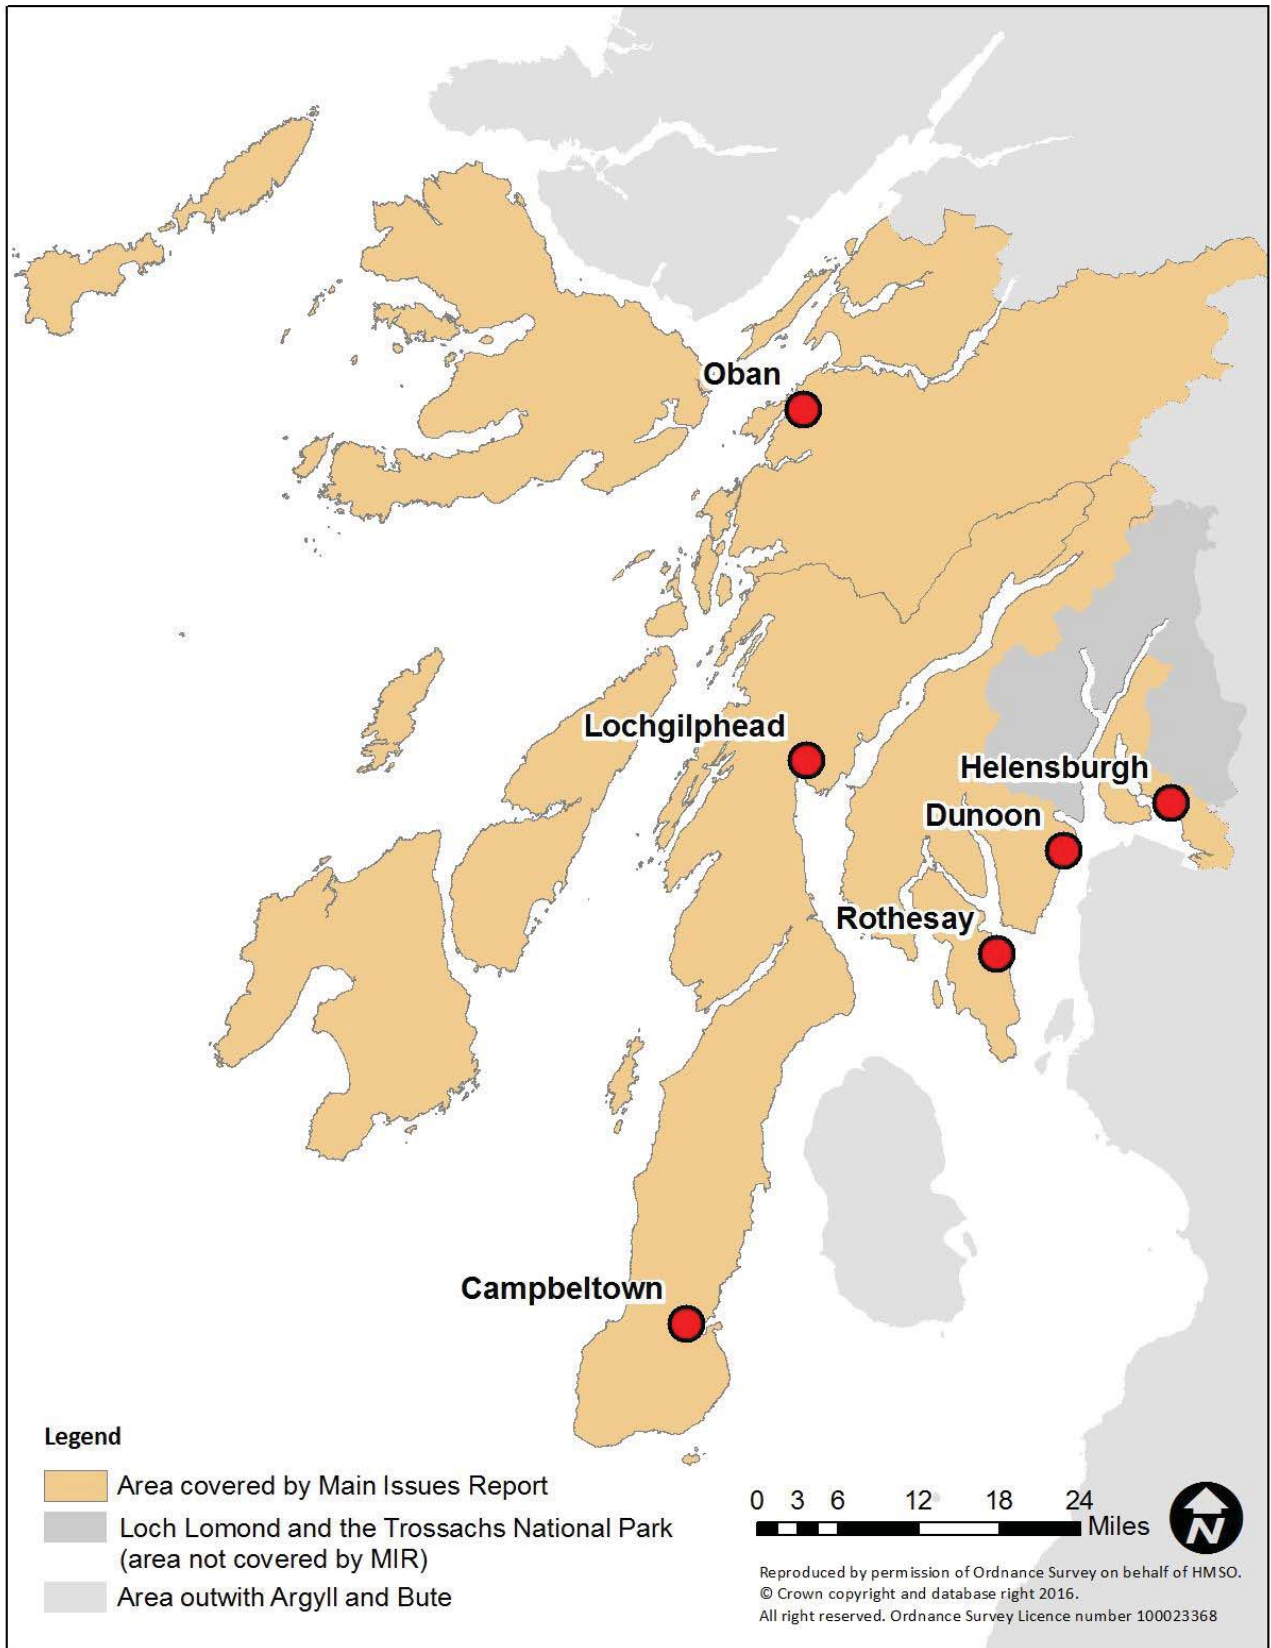 Oban
Lochgilphead
Helensburgh
Dunoon
Rothesay
Campbeltown
Legend
Area covered by Main Issues Report
Loch Lomond and the Trossachs National Park
(area not covered by MIR)
Area outwith Argyll and Bute
0 3 6 12 18 24
Miles
N
Reproduced by permission of Ordnance Survey on behalf of HMSO.
© Crown copyright and database right 2016.
All right reserved. Ordnance Survey Licence number 100023368